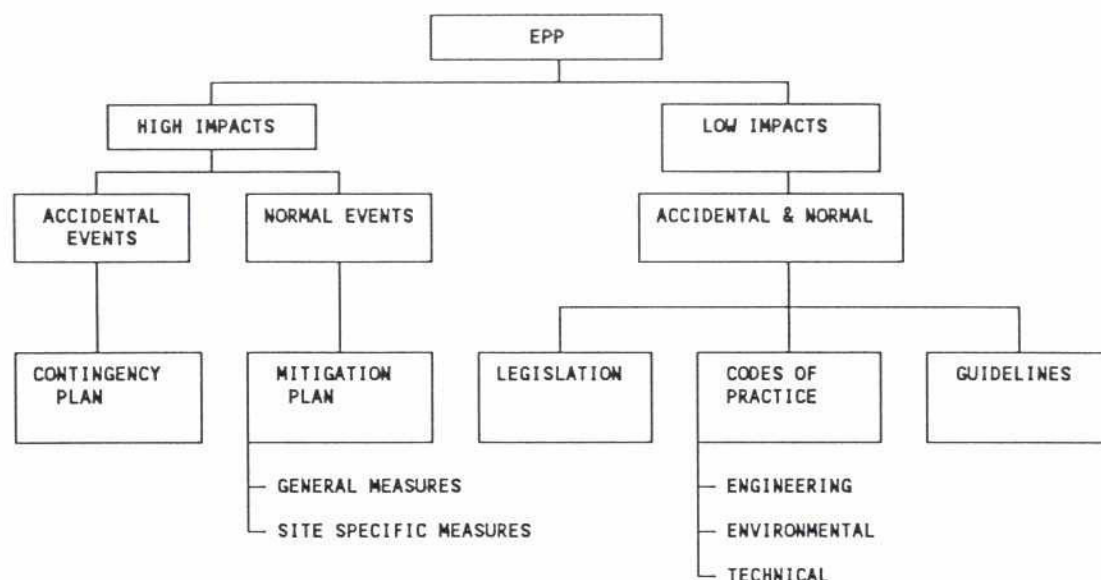 EPP
HIGH IMPACTS
LOW IMPACTS
ACCIDENTAL
EVENTS
NORMAL EVENTS
ACCIDENTAL & NORMAL
CONTINGENCY
PLAN
MITIGATION
PLAN
LEGISLATION
CODES OF
PRACTICE
GUIDELINES
GENERAL MEASURES
SITE SPECIFIC MEASURES
ENGINEERING
ENVIRONMENTAL
TECHNICAL